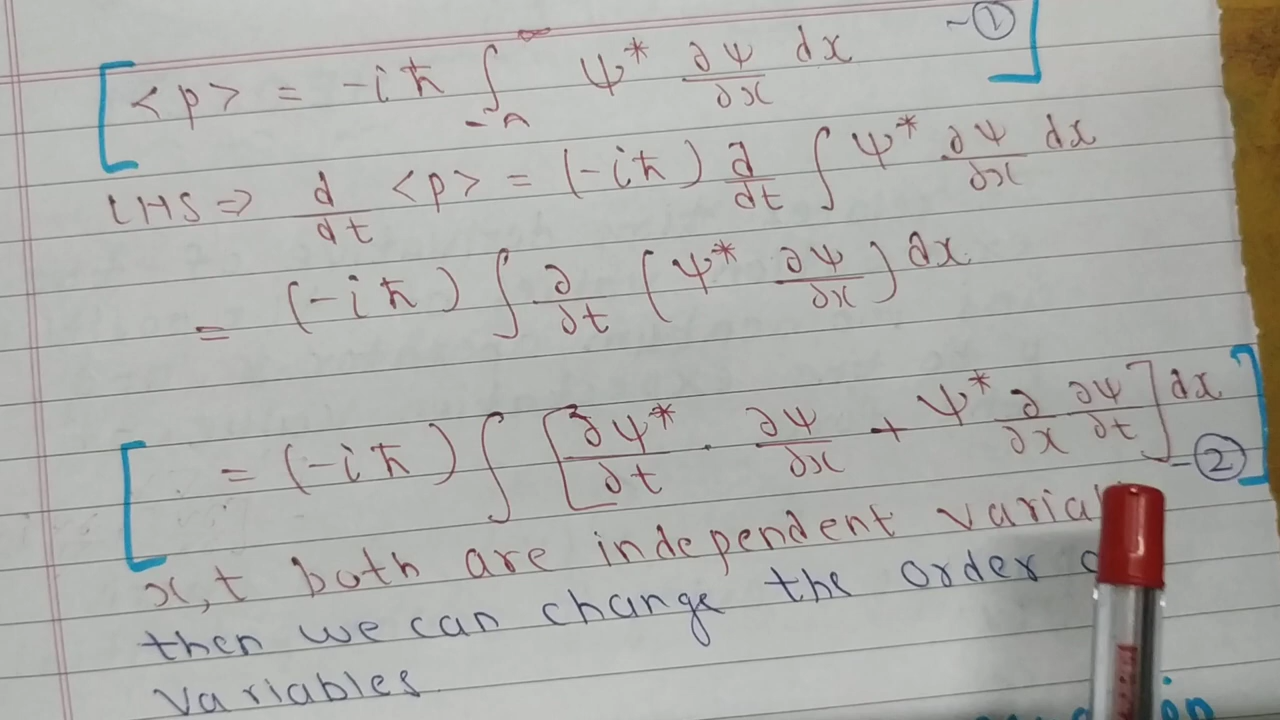 <p> = -iħ ∫ ψ* ∂ψ/∂x dx -①
LHS ⇒ d/dt <p> = (-iħ) d/dt ∫ ψ* ∂ψ/∂x dx
= (-iħ) ∫ ∂/∂t (ψ* ∂ψ/∂x) dx
= (-iħ) ∫ [∂ψ*/∂t · ∂ψ/∂x + ψ* ∂/∂x ∂ψ/∂t] dx -②
x, t both are independent
then we can change the order
variables